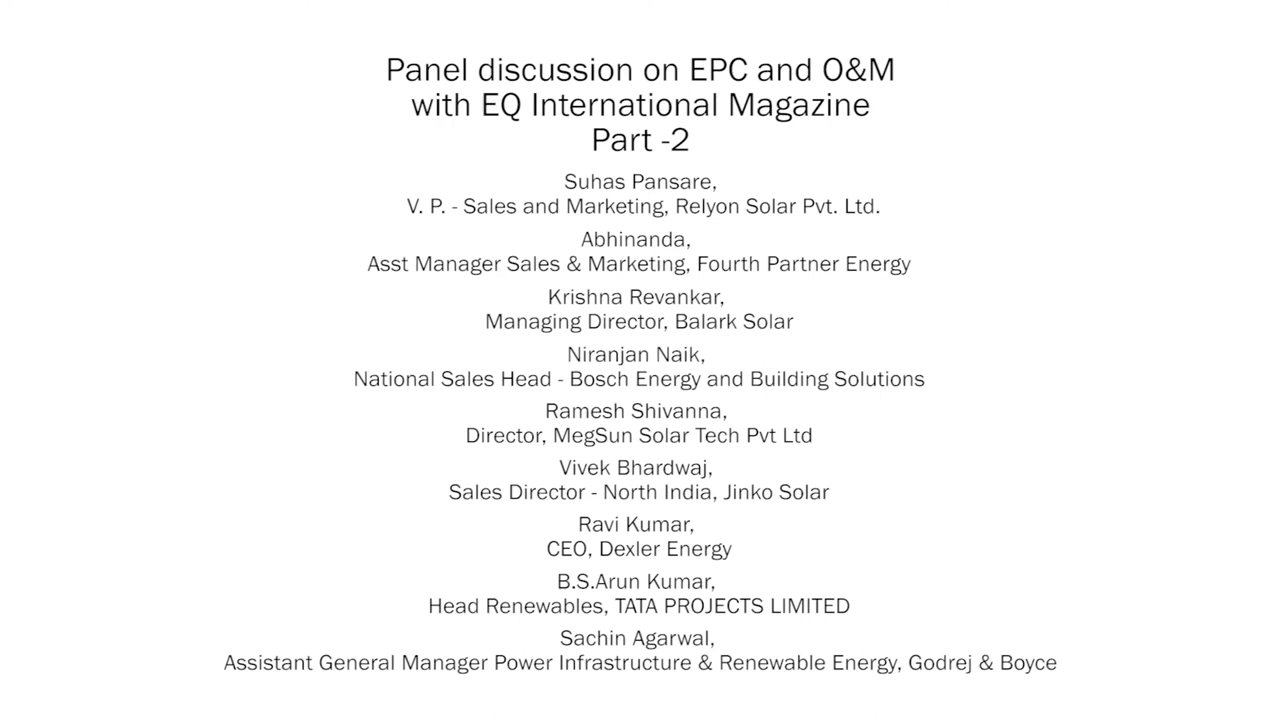 Panel discussion on EPC and O&M
with EQ International Magazine
Part -2
Suhas Pansare,
V. P. - Sales and Marketing, Relyon Solar Pvt. Ltd.
Abhinanda,
Asst Manager Sales & Marketing, Fourth Partner Energy
Krishna Revankar,
Managing Director, Balark Solar
Niranjan Naik,
National Sales Head - Bosch Energy and Building Solutions
Ramesh Shivanna,
Director, MegSun Solar Tech Pvt Ltd
Vivek Bhardwaj,
Sales Director - North India, Jinko Solar
Ravi Kumar,
CEO, Dexler Energy
B.S.Arun Kumar,
Head Renewables, TATA PROJECTS LIMITED
Sachin Agarwal,
Assistant General Manager Power Infrastructure & Renewable Energy, Godrej & Boyce